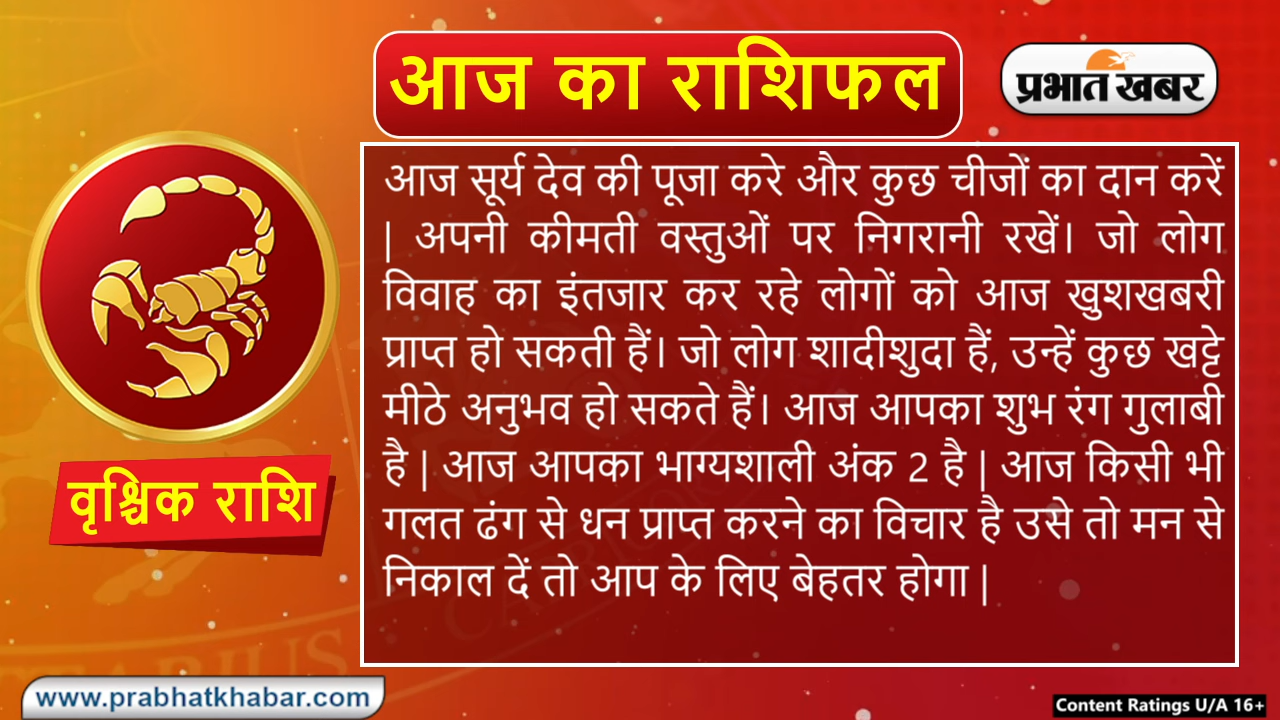 आज का राशिफल
प्रभात खबर
आज सूर्य देव की पूजा करे और कुछ चीजों का दान करें
| अपनी कीमती वस्तुओं पर निगरानी रखें। जो लोग
विवाह का इंतजार कर रहे लोगों को आज खुशखबरी
प्राप्त हो सकती हैं। जो लोग शादीशुदा हैं, उन्हें कुछ खट्टे
मीठे अनुभव हो सकते हैं। आज आपका शुभ रंग गुलाबी
है | आज आपका भाग्यशाली अंक 2 है | आज किसी भी
गलत ढंग से धन प्राप्त करने का विचार है उसे तो मन से
निकाल दें तो आप के लिए बेहतर होगा |
वृश्चिक राशि
www.prabhatkhabar.com
Content Ratings U/A 16+